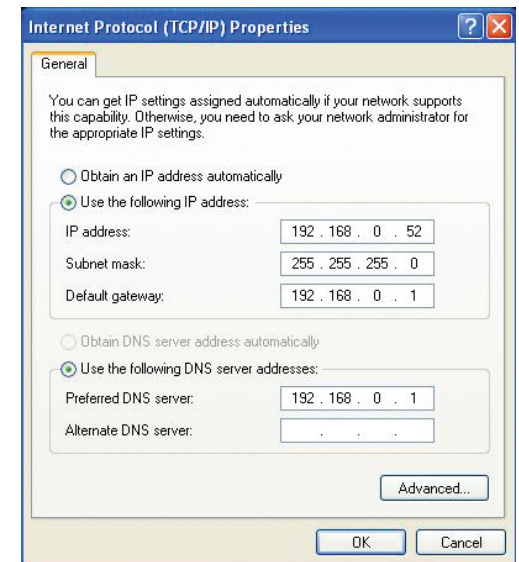 Internet Protocol (TCP/IP) Properties
General
You can get IP settings assigned automatically if your network supports
this capability. Otherwise, you need to ask your network administrator for
the appropriate IP settings.
Obtain an IP address automatically
Use the following IP address:
IP address: 192 . 168 . 0 . 52
Subnet mask: 255 . 255 . 255 . 0
Default gateway: 192 . 168 . 0 . 1
Obtain DNS server address automatically
Use the following DNS server addresses:
Preferred DNS server: 192 . 168 . 0 . 1
Alternate DNS server: . . .
Advanced...
OK Cancel